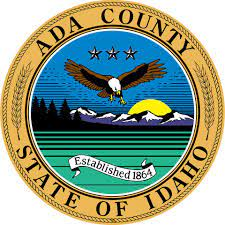 ADA COUNTY
Established 1864
STATE OF IDAHO